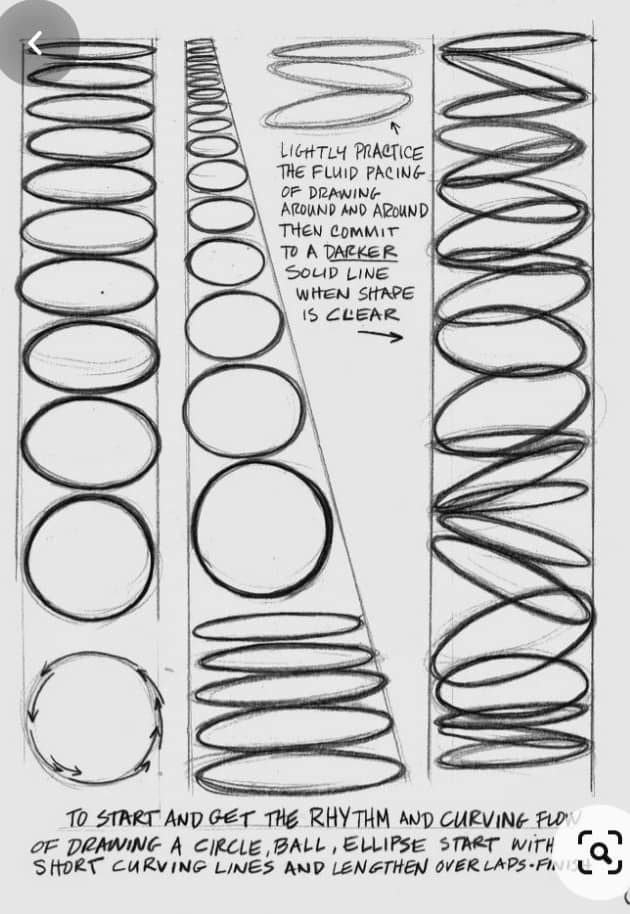 LIGHTLY PRACTICE
THE FLUID PACING
OF DRAWING
AROUND AND AROUND
THEN COMMIT
TO A DARKER
SOLID LINE
WHEN SHAPE
IS CLEAR
TO START AND GET THE RHYTHM AND CURVING FLOW
OF DRAWING A CIRCLE, BALL, ELLIPSE START WITH
SHORT CURVING LINES AND LENGTHEN OVERLAPS-FINISH